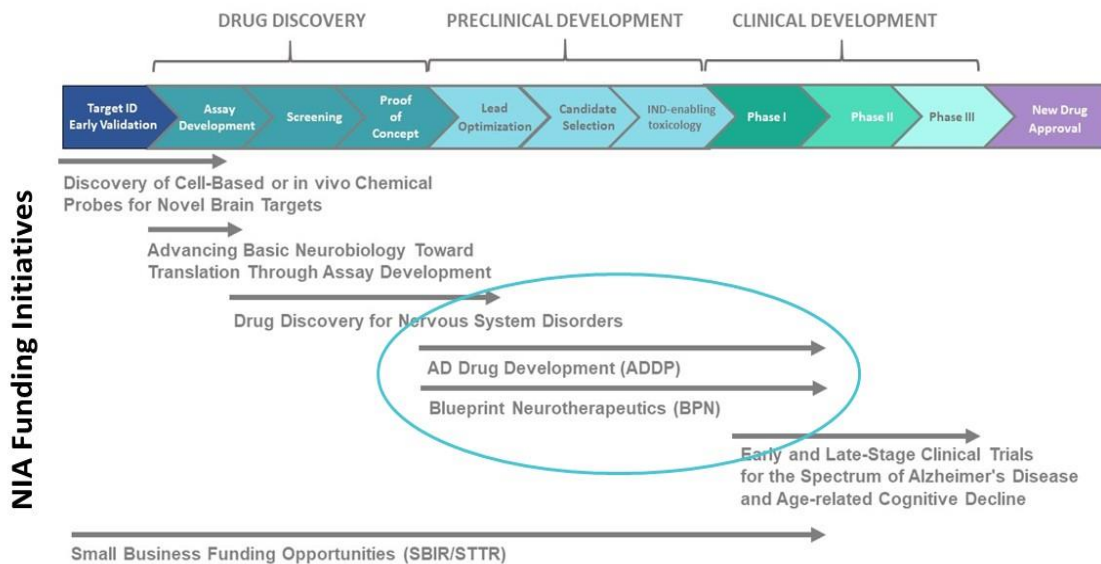 DRUG DISCOVERY
PRECLINICAL DEVELOPMENT
CLINICAL DEVELOPMENT
Target ID
Early Validation
Assay
Development
Screening
Proof
of
Concept
Lead
Optimization
Candidate
Selection
IND-enabling
toxicology
Phase I
Phase II
Phase III
New Drug
Approval
NIA Funding Initiatives
Discovery of Cell-Based or in vivo Chemical
Probes for Novel Brain Targets
Advancing Basic Neurobiology Toward
Translation Through Assay Development
Drug Discovery for Nervous System Disorders
AD Drug Development (ADDP)
Blueprint Neurotherapeutics (BPN)
Early and Late-Stage Clinical Trials
for the Spectrum of Alzheimer's Disease
and Age-related Cognitive Decline
Small Business Funding Opportunities (SBIR/STTR)